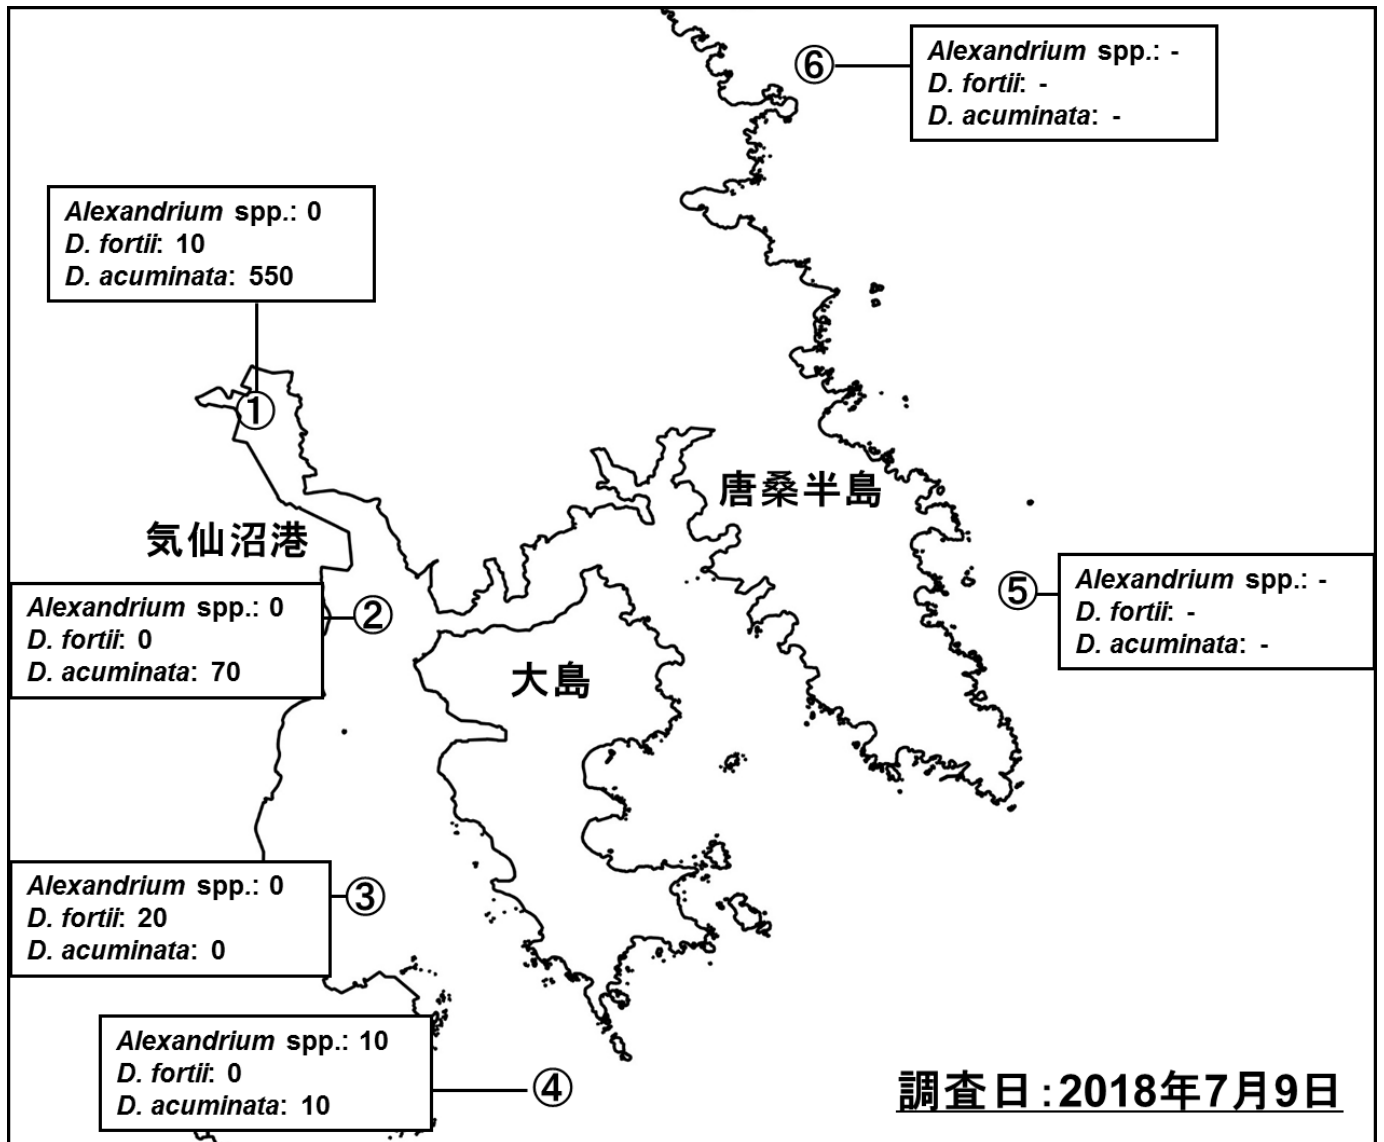 ⑥
Alexandrium spp.: -
D. fortii: -
D. acuminata: -
Alexandrium spp.: 0
D. fortii: 10
D. acuminata: 550
①
唐桑半島
気仙沼港
Alexandrium spp.: 0
D. fortii: 0
D. acuminata: 70
②
大島
⑤
Alexandrium spp.: -
D. fortii: -
D. acuminata: -
Alexandrium spp.: 0
D. fortii: 20
D. acuminata: 0
③
Alexandrium spp.: 10
D. fortii: 0
D. acuminata: 10
④
調査日:2018年7月9日